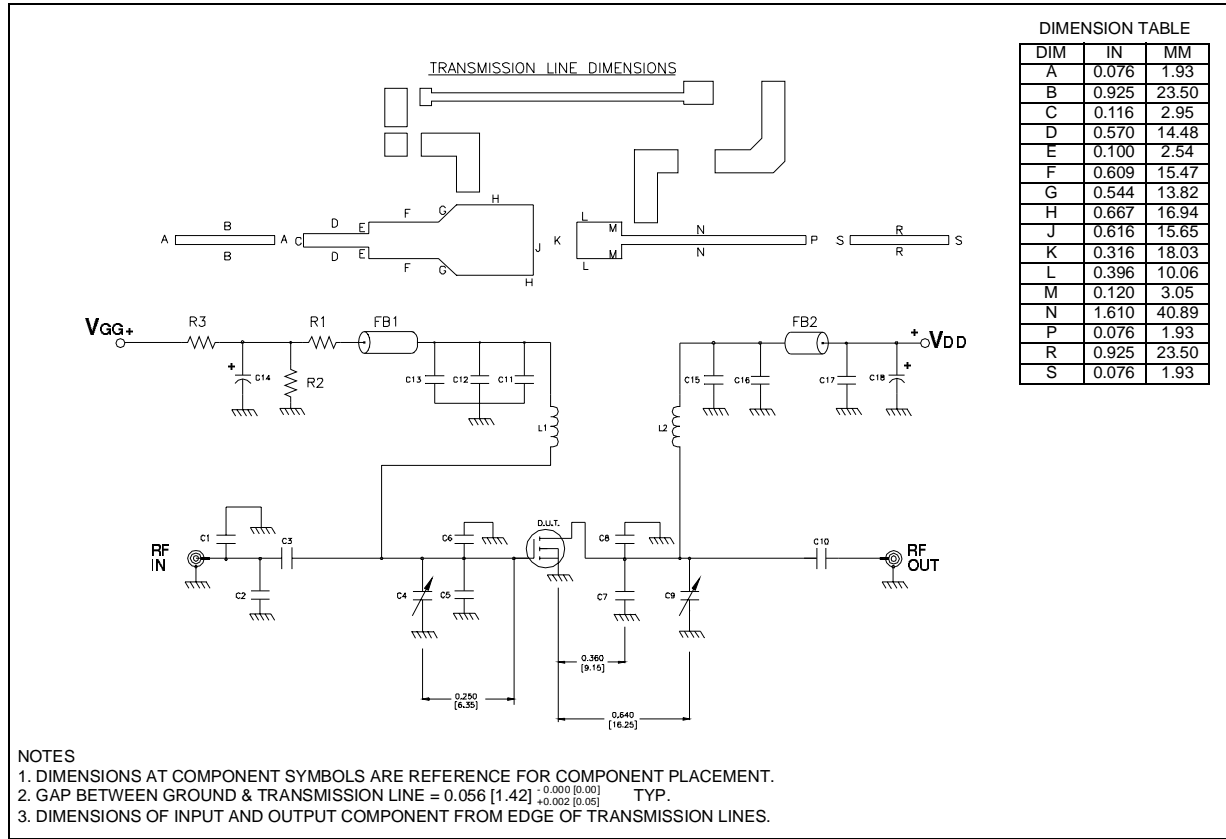 DIMENSION TABLE
DIM IN MM
A 0.076 1.93
B 0.925 23.50
C 0.116 2.95
D 0.570 14.48
E 0.100 2.54
F 0.609 15.47
G 0.544 13.82
H 0.667 16.94
J 0.616 15.65
K 0.316 18.03
L 0.396 10.06
M 0.120 3.05
N 1.610 40.89
P 0.076 1.93
R 0.925 23.50
S 0.076 1.93
TRANSMISSION LINE DIMENSIONS
H
G
F
E
D
B
A A C
B
D
E
F
G
H
J
K
L
M
N
P
S
R
S
R
N
M
L
VGG+
R3
R1
FB1
FB2
+
VDD
+
C14
R2
C13
C12
C11
C15
C16
C17
C18
+
L1
L2
D.U.T.
C1
C3
C6
C8
C10
RF
IN
RF
OUT
C2
C4
C5
C7
C9
0.360
[9.15]
0.250
[6.35]
0.640
[16.25]
NOTES
1. DIMENSIONS AT COMPONENT SYMBOLS ARE REFERENCE FOR COMPONENT PLACEMENT.
2. GAP BETWEEN GROUND & TRANSMISSION LINE = 0.056 [1.42] -0.000 [0.00] +0.002 [0.05] TYP.
3. DIMENSIONS OF INPUT AND OUTPUT COMPONENT FROM EDGE OF TRANSMISSION LINES.